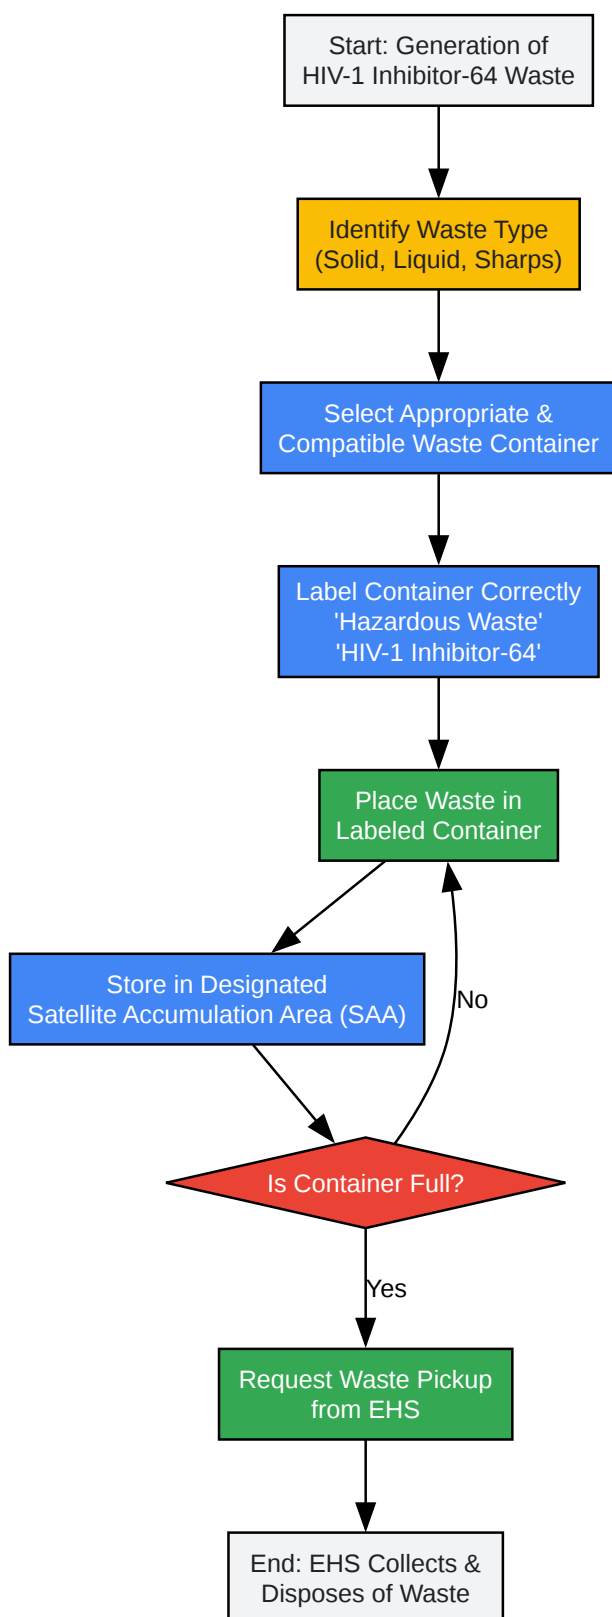 Start: Generation of
HIV-1 Inhibitor-64 Waste
Identify Waste Type
(Solid, Liquid, Sharps)
Select Appropriate &
Compatible Waste Container
Label Container Correctly
'Hazardous Waste'
'HIV-1 Inhibitor-64'
Place Waste in
Labeled Container
Store in Designated
Satellite Accumulation Area (SAA)
No
Is Container Full?
Yes
Request Waste Pickup
from EHS
End: EHS Collects &
Disposes of Waste